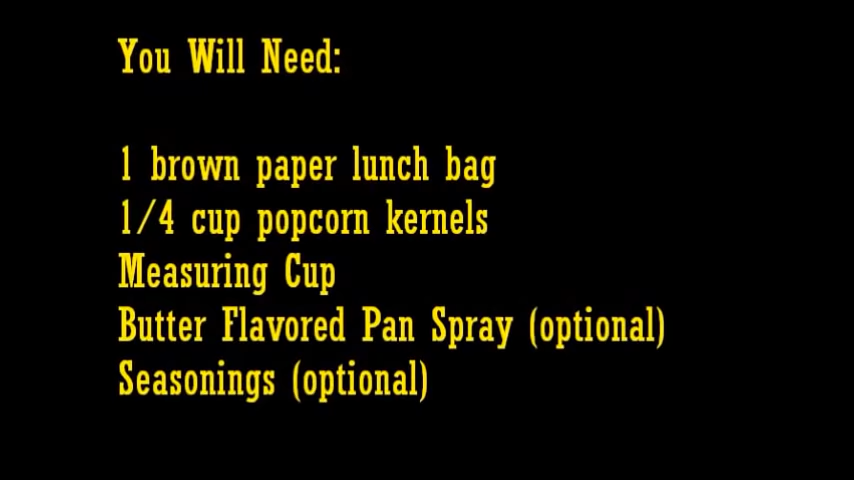 You Will Need:
1 brown paper lunch bag
1/4 cup popcorn kernels
Measuring Cup
Butter Flavored Pan Spray (optional)
Seasonings (optional)